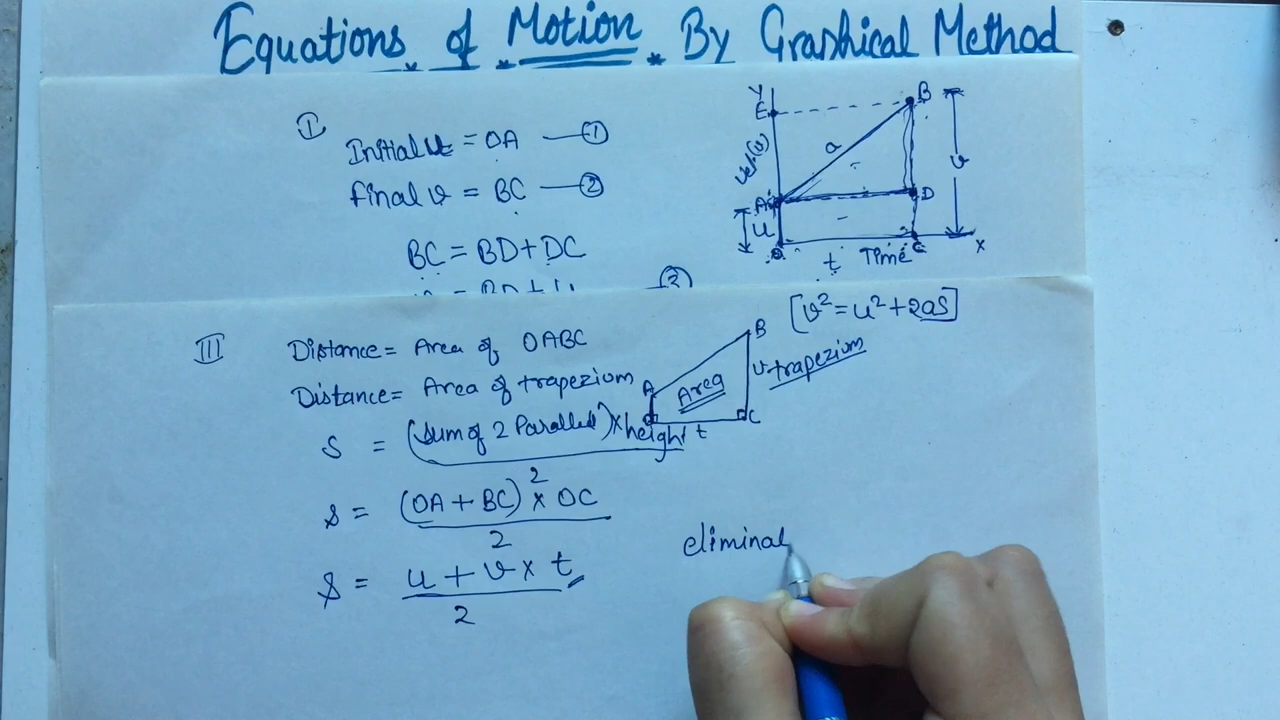 Equations of Motion By Graphical Method
I
Initial u = OA — 1
final v = BC — 2
BC = BD + DC
3
Y
E
B
Vel(v)
a
v
A
D
u
O
t Time C
X
III
Distance = Area of OABC
[v² = u² + 2aS]
Distance = Area of trapezium
A
B
Area
v
trapezium
C
t
S = (Sum of 2 Parallel) × height
2
S = (OA + BC) × OC
2
S = u + v × t
2
eliminat